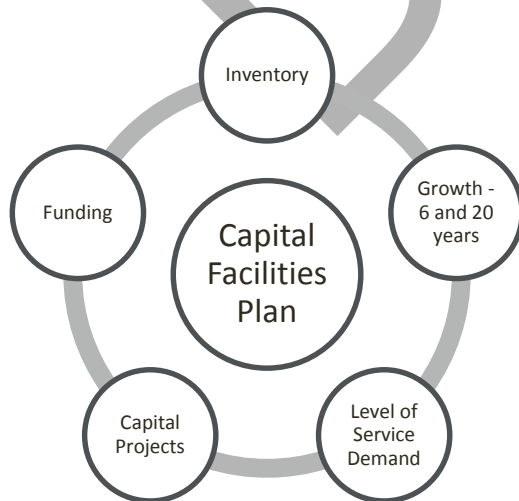 Inventory
Growth -
6 and 20
years
Level of
Service
Demand
Capital
Projects
Funding
Capital
Facilities
Plan